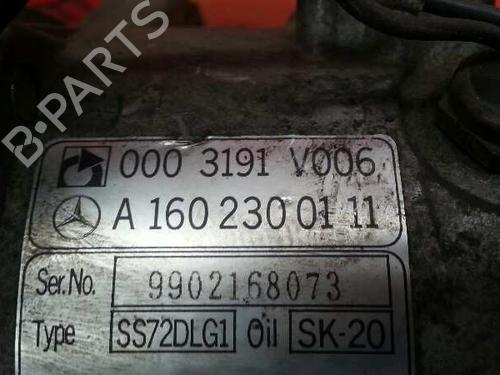 B-PARTS
000 3191 V006
A 160 230 01 11
Ser.No. 9902168073
Type SS72DLG1 Oil SK-20